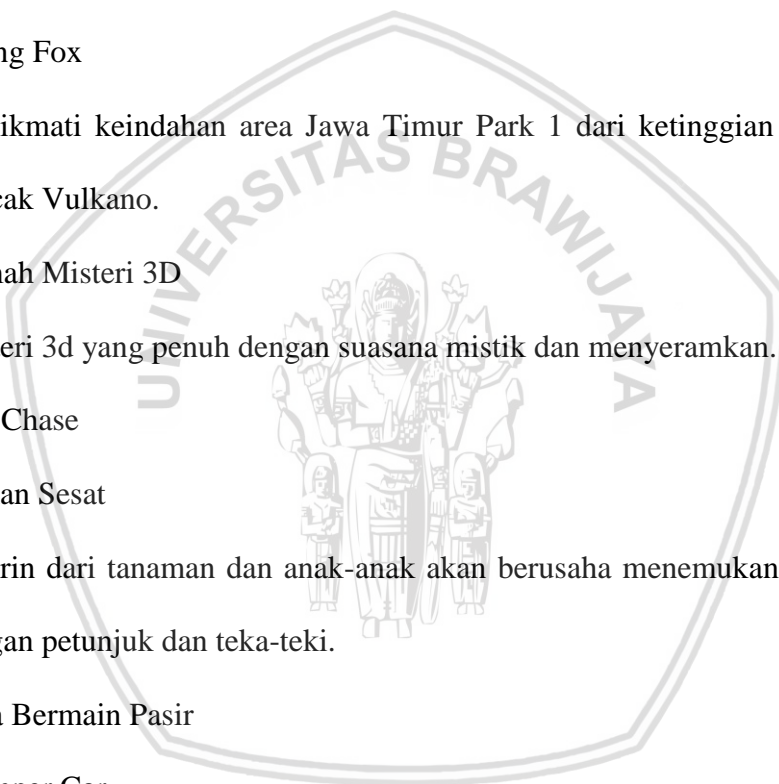 ng Fox
ikmati keindahan area Jawa Timur Park 1 dari ketinggian
cak Vulkano.
nah Misteri 3D
eri 3d yang penuh dengan suasana mistik dan menyeramkan.
Chase
an Sesat
rin dari tanaman dan anak-anak akan berusaha menemukan
gan petunjuk dan teka-teki.
Bermain Pasir
UNIVERSITAS BRAWIJAYA